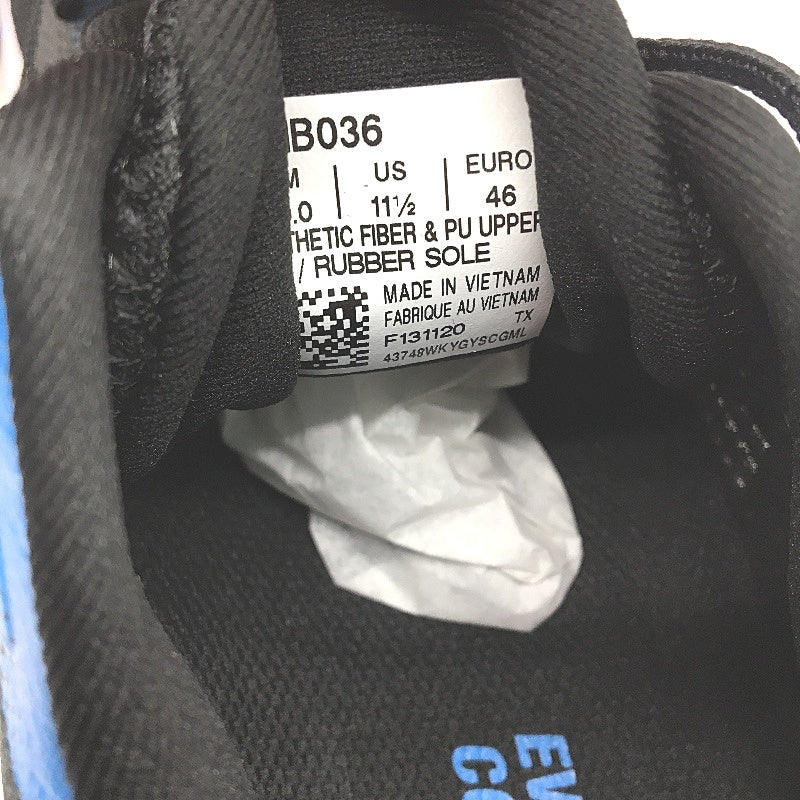 B036
US EURO
.0 11½ 46
THETIC FIBER & PU UPPER
/ RUBBER SOLE
MADE IN VIETNAM
FABRIQUE AU VIETNAM
F131120 TX
43748WKYGYSCGML
EV
CO